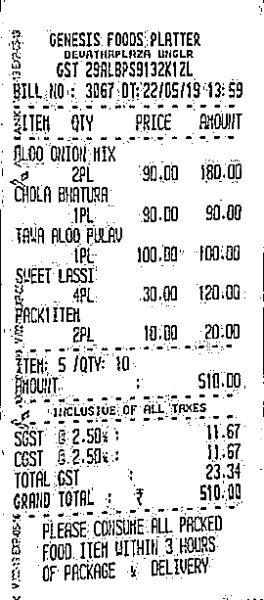 GENESIS FOODS PLATTER
DEVATHAPLAZA BNGLR
GST 29ALBPS9132K1ZL
BILL NO : 3067 DT:22/05/19 13:59
ITEM QTY PRICE AMOUNT
ALOO ONION MIX
2PL 90.00 180.00
CHOLA BHATURA
1PL 90.00 90.00
TAWA ALOO PULAV
1PL 100.00 100.00
SWEET LASSI
4PL 30.00 120.00
PACK1ITEM
2PL 10.00 20.00
ITEM: 5 /QTY: 10
AMOUNT : 510.00
INCLUSIVE OF ALL TAXES
SGST @ 2.50% : 11.67
CGST @ 2.50% : 11.67
TOTAL GST : 23.34
GRAND TOTAL : ₹ 510.00
PLEASE CONSUME ALL PACKED
FOOD ITEM WITHIN 3 HOURS
OF PACKAGE & DELIVERY